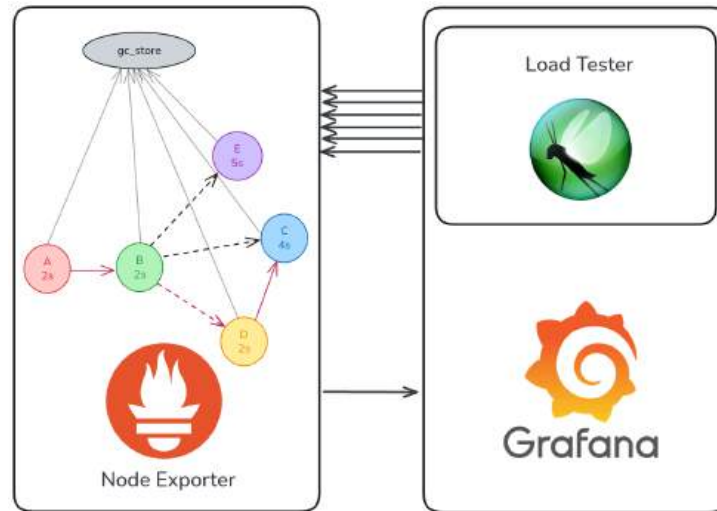 gc_store
Load Tester
E
5s
C
4s
A
2s
B
2s
D
2s
Node Exporter
Grafana